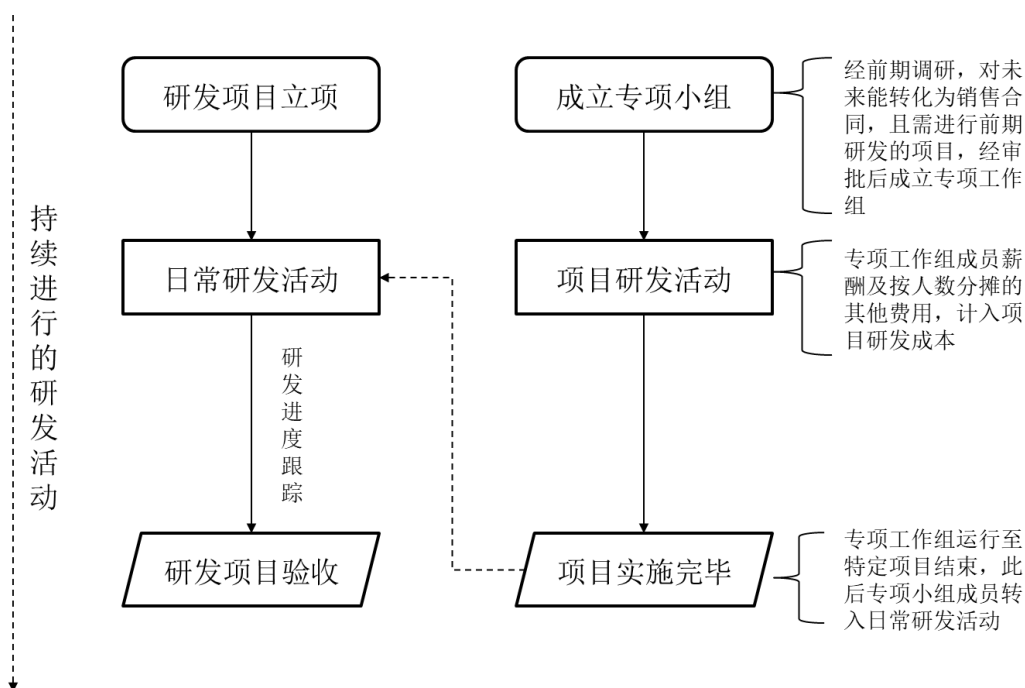 研发项目立项
成立专项小组
经前期调研，对未
来能转化为销售合
同，且需进行前期
研发的项目，经审
批后成立专项工作
组
持续进行的研发活动
日常研发活动
项目研发活动
专项工作组成员薪
酬及按人数分摊的
其他费用，计入项
目研发成本
研发进度跟踪
研发项目验收
项目实施完毕
专项工作组运行至
特定项目结束，此
后专项小组成员转
入日常研发活动